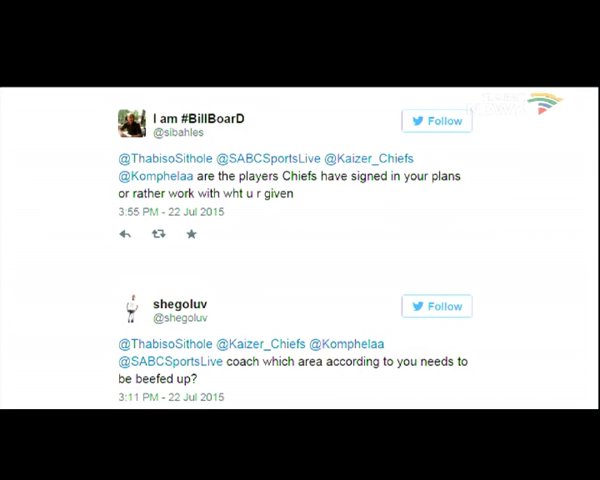 I am #BillBoarD
@sibahles
Follow
@ThabisoSithole @SABCSportsLive @Kaizer_Chiefs
@Komphelaa are the players Chiefs have signed in your plans
or rather work with wht u r given
3:55 PM - 22 Jul 2015
shegoluv
@shegoluv
Follow
@ThabisoSithole @Kaizer_Chiefs @Komphelaa
@SABCSportsLive coach which area according to you needs to
be beefed up?
3:11 PM - 22 Jul 2015